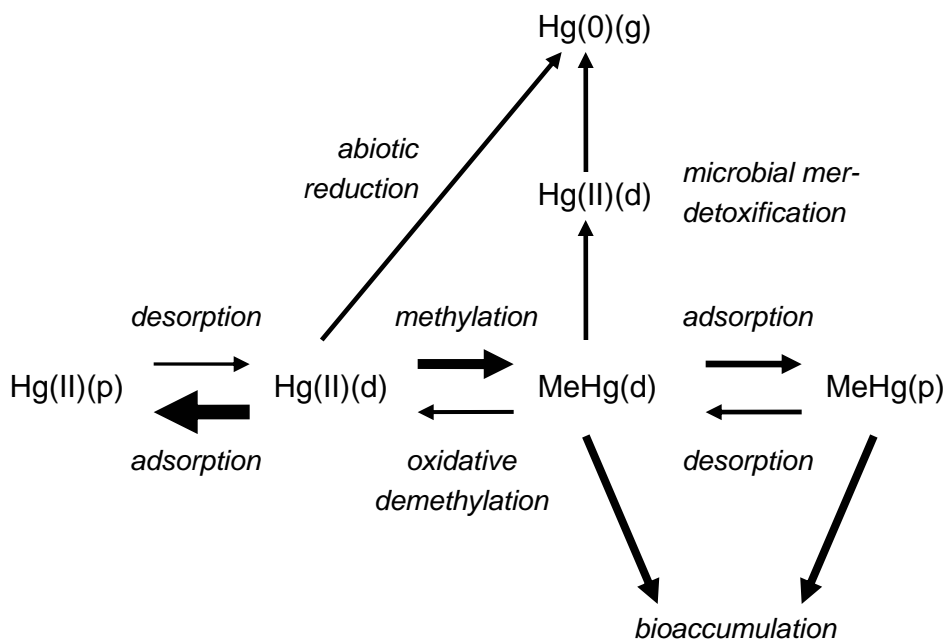 Hg(0)(g)
abiotic
reduction
Hg(II)(d)
microbial mer-
detoxification
desorption
methylation
adsorption
Hg(II)(p)
Hg(II)(d)
MeHg(d)
MeHg(p)
adsorption
oxidative
demethylation
desorption
bioaccumulation